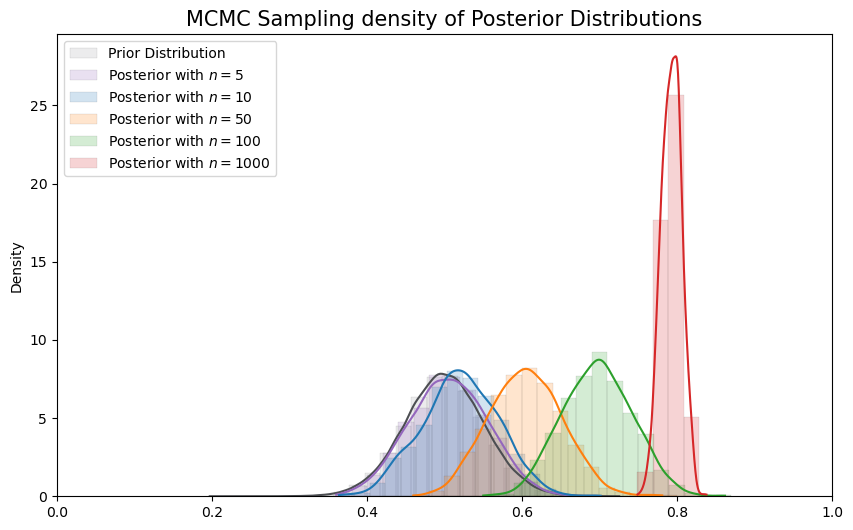 MCMC Sampling density of Posterior Distributions
Prior Distribution
Posterior with n = 5
Posterior with n = 10
Posterior with n = 50
Posterior with n = 100
Posterior with n = 1000
Density
25
20
15
10
5
0
0.0 0.2 0.4 0.6 0.8 1.0